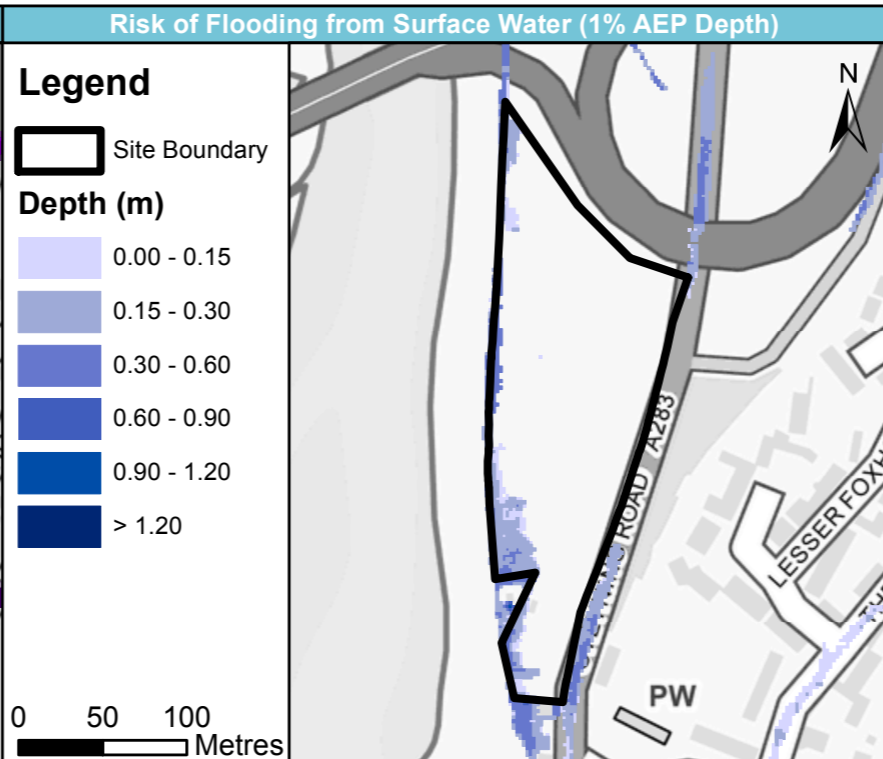 Risk of Flooding from Surface Water (1% AEP Depth)
Legend
Site Boundary
Depth (m)
0.00 - 0.15
0.15 - 0.30
0.30 - 0.60
0.60 - 0.90
0.90 - 1.20
> 1.20
0 50 100
Metres
N
ROAD A283
LESSER FOXH
PW